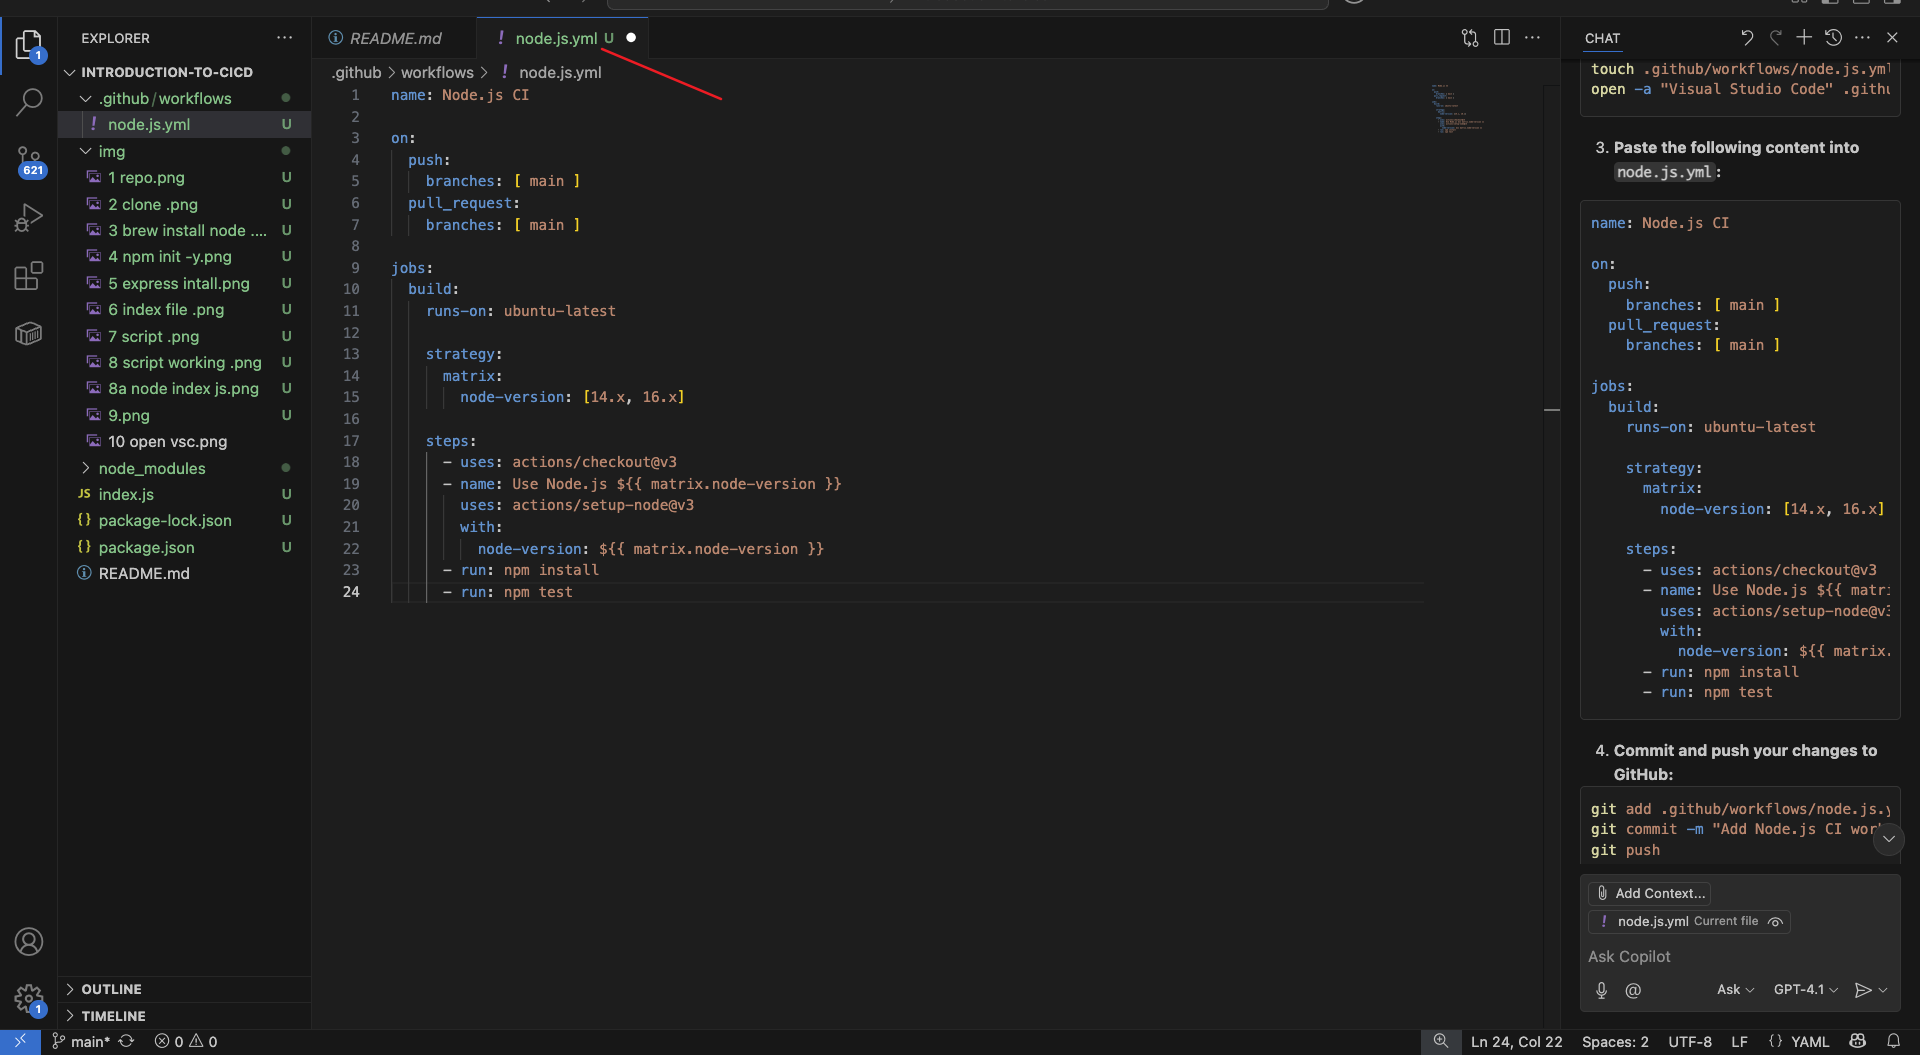 EXPLORER
INTRODUCTION-TO-CICD
.github/workflows
! node.js.yml U
img
1 repo.png U
2 clone .png U
3 brew install node .... U
4 npm init -y.png U
5 express intall.png U
6 index file .png U
7 script .png U
8 script working .png U
8a node index js.png U
9.png U
10 open vsc.png
node_modules
JS index.js U
{} package-lock.json U
{} package.json U
README.md
OUTLINE
TIMELINE
1
621
1
README.md
! node.js.yml U
.github > workflows > ! node.js.yml
1 name: Node.js CI
2
3 on:
4 push:
5 branches: [ main ]
6 pull_request:
7 branches: [ main ]
8
9 jobs:
10 build:
11 runs-on: ubuntu-latest
12
13 strategy:
14 matrix:
15 node-version: [14.x, 16.x]
16
17 steps:
18 - uses: actions/checkout@v3
19 - name: Use Node.js ${{ matrix.node-version }}
20 uses: actions/setup-node@v3
21 with:
22 node-version: ${{ matrix.node-version }}
23 - run: npm install
24 - run: npm test
CHAT
touch .github/workflows/node.js.yml
open -a "Visual Studio Code" .githu
3. Paste the following content into
node.js.yml:
name: Node.js CI
on:
push:
branches: [ main ]
pull_request:
branches: [ main ]
jobs:
build:
runs-on: ubuntu-latest
strategy:
matrix:
node-version: [14.x, 16.x]
steps:
- uses: actions/checkout@v3
- name: Use Node.js ${{ matri
uses: actions/setup-node@v3
with:
node-version: ${{ matrix.
- run: npm install
- run: npm test
4. Commit and push your changes to
GitHub:
git add .github/workflows/node.js.y
git commit -m "Add Node.js CI wor
git push
Add Context...
! node.js.yml Current file
Ask Copilot
@ Ask GPT-4.1
main* 0 0
Ln 24, Col 22 Spaces: 2 UTF-8 LF {} YAML